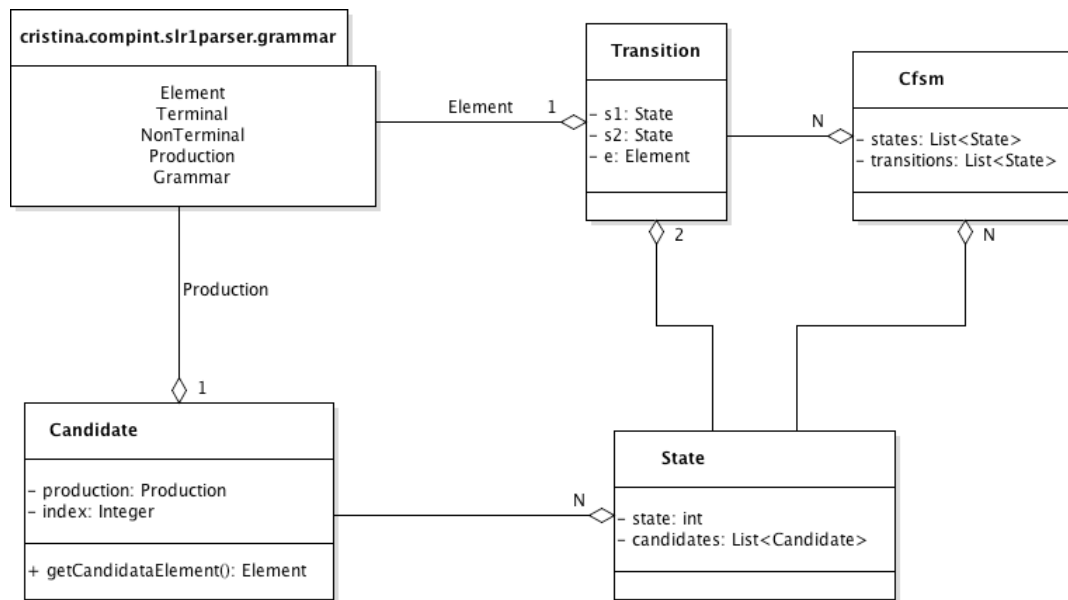 cristina.compint.slr1parser.grammar
Element
Terminal
NonTerminal
Production
Grammar
Element
1
Transition
- s1: State
- s2: State
- e: Element
N
Cfsm
- states: List<State>
- transitions: List<State>
2
N
Production
1
Candidate
- production: Production
- index: Integer
+ getCandidataElement(): Element
N
State
- state: int
- candidates: List<Candidate>